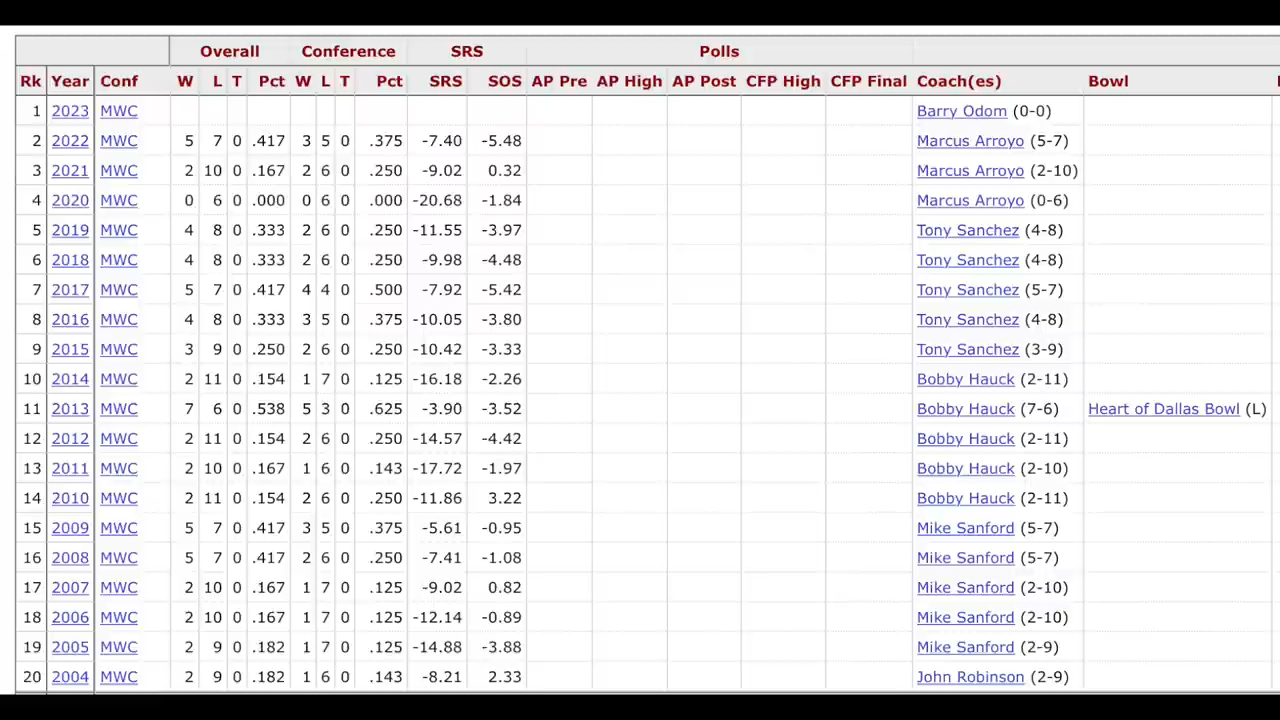 Overall Conference SRS Polls
Rk Year Conf W L T Pct W L T Pct SRS SOS AP Pre AP High AP Post CFP High CFP Final Coach(es) Bowl
1 2023 MWC Barry Odom (0-0)
2 2022 MWC 5 7 0 .417 3 5 0 .375 -7.40 -5.48 Marcus Arroyo (5-7)
3 2021 MWC 2 10 0 .167 2 6 0 .250 -9.02 0.32 Marcus Arroyo (2-10)
4 2020 MWC 0 6 0 .000 0 6 0 .000 -20.68 -1.84 Marcus Arroyo (0-6)
5 2019 MWC 4 8 0 .333 2 6 0 .250 -11.55 -3.97 Tony Sanchez (4-8)
6 2018 MWC 4 8 0 .333 2 6 0 .250 -9.98 -4.48 Tony Sanchez (4-8)
7 2017 MWC 5 7 0 .417 4 4 0 .500 -7.92 -5.42 Tony Sanchez (5-7)
8 2016 MWC 4 8 0 .333 3 5 0 .375 -10.05 -3.80 Tony Sanchez (4-8)
9 2015 MWC 3 9 0 .250 2 6 0 .250 -10.42 -3.33 Tony Sanchez (3-9)
10 2014 MWC 2 11 0 .154 1 7 0 .125 -16.18 -2.26 Bobby Hauck (2-11)
11 2013 MWC 7 6 0 .538 5 3 0 .625 -3.90 -3.52 Bobby Hauck (7-6) Heart of Dallas Bowl (L)
12 2012 MWC 2 11 0 .154 2 6 0 .250 -14.57 -4.42 Bobby Hauck (2-11)
13 2011 MWC 2 10 0 .167 1 6 0 .143 -17.72 -1.97 Bobby Hauck (2-10)
14 2010 MWC 2 11 0 .154 2 6 0 .250 -11.86 3.22 Bobby Hauck (2-11)
15 2009 MWC 5 7 0 .417 3 5 0 .375 -5.61 -0.95 Mike Sanford (5-7)
16 2008 MWC 5 7 0 .417 2 6 0 .250 -7.41 -1.08 Mike Sanford (5-7)
17 2007 MWC 2 10 0 .167 1 7 0 .125 -9.02 0.82 Mike Sanford (2-10)
18 2006 MWC 2 10 0 .167 1 7 0 .125 -12.14 -0.89 Mike Sanford (2-10)
19 2005 MWC 2 9 0 .182 1 7 0 .125 -14.88 -3.88 Mike Sanford (2-9)
20 2004 MWC 2 9 0 .182 1 6 0 .143 -8.21 2.33 John Robinson (2-9)